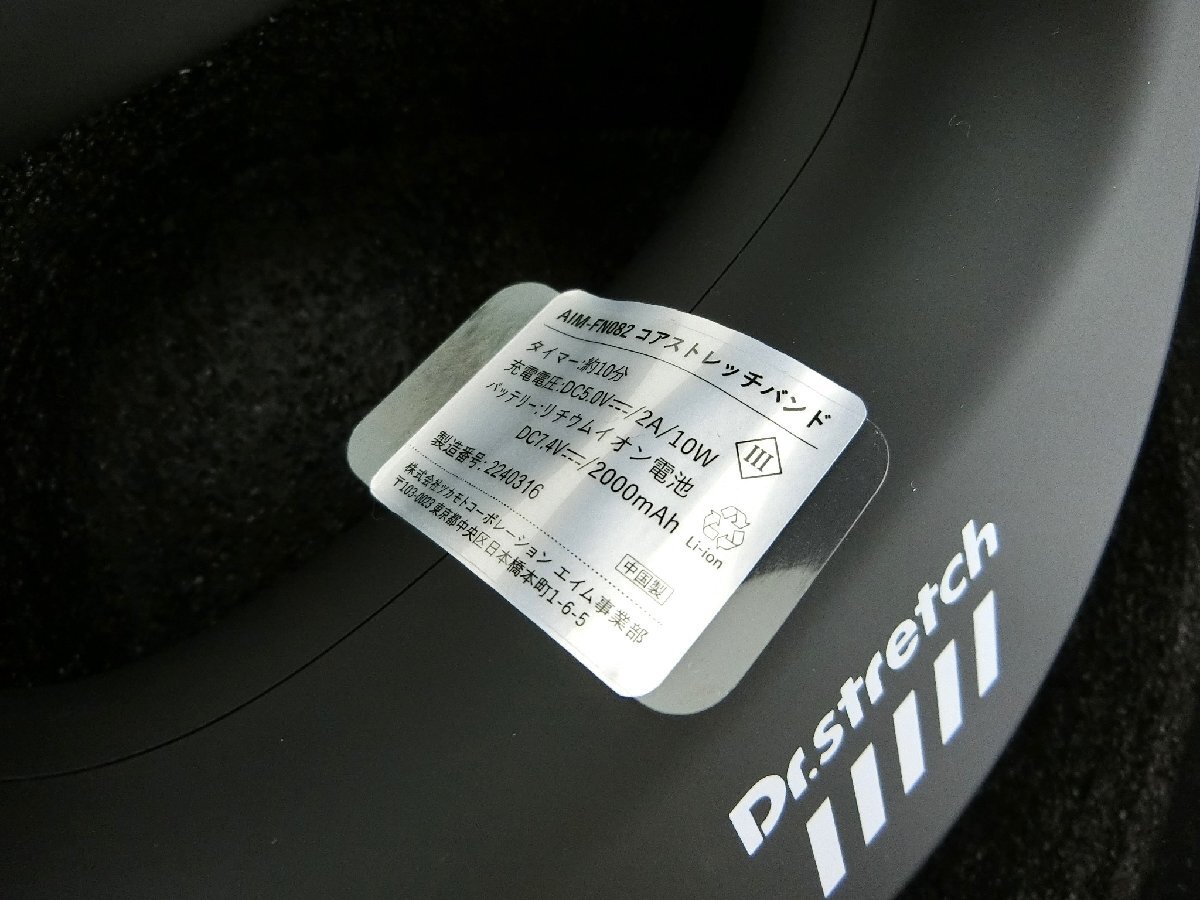 AIM-FN082 コアストレッチバンド
タイマー:約10分
充電電圧:DC5.0V⎓/2A/10W
バッテリー:リチウムイオン電池
DC7.4V⎓/2000mAh
製造番号:2240316
III
Li-ion
中国製
株式会社ツカモトコーポレーション エイム事業部
〒103-0023 東京都中央区日本橋本町1-6-5
Dr.stretch